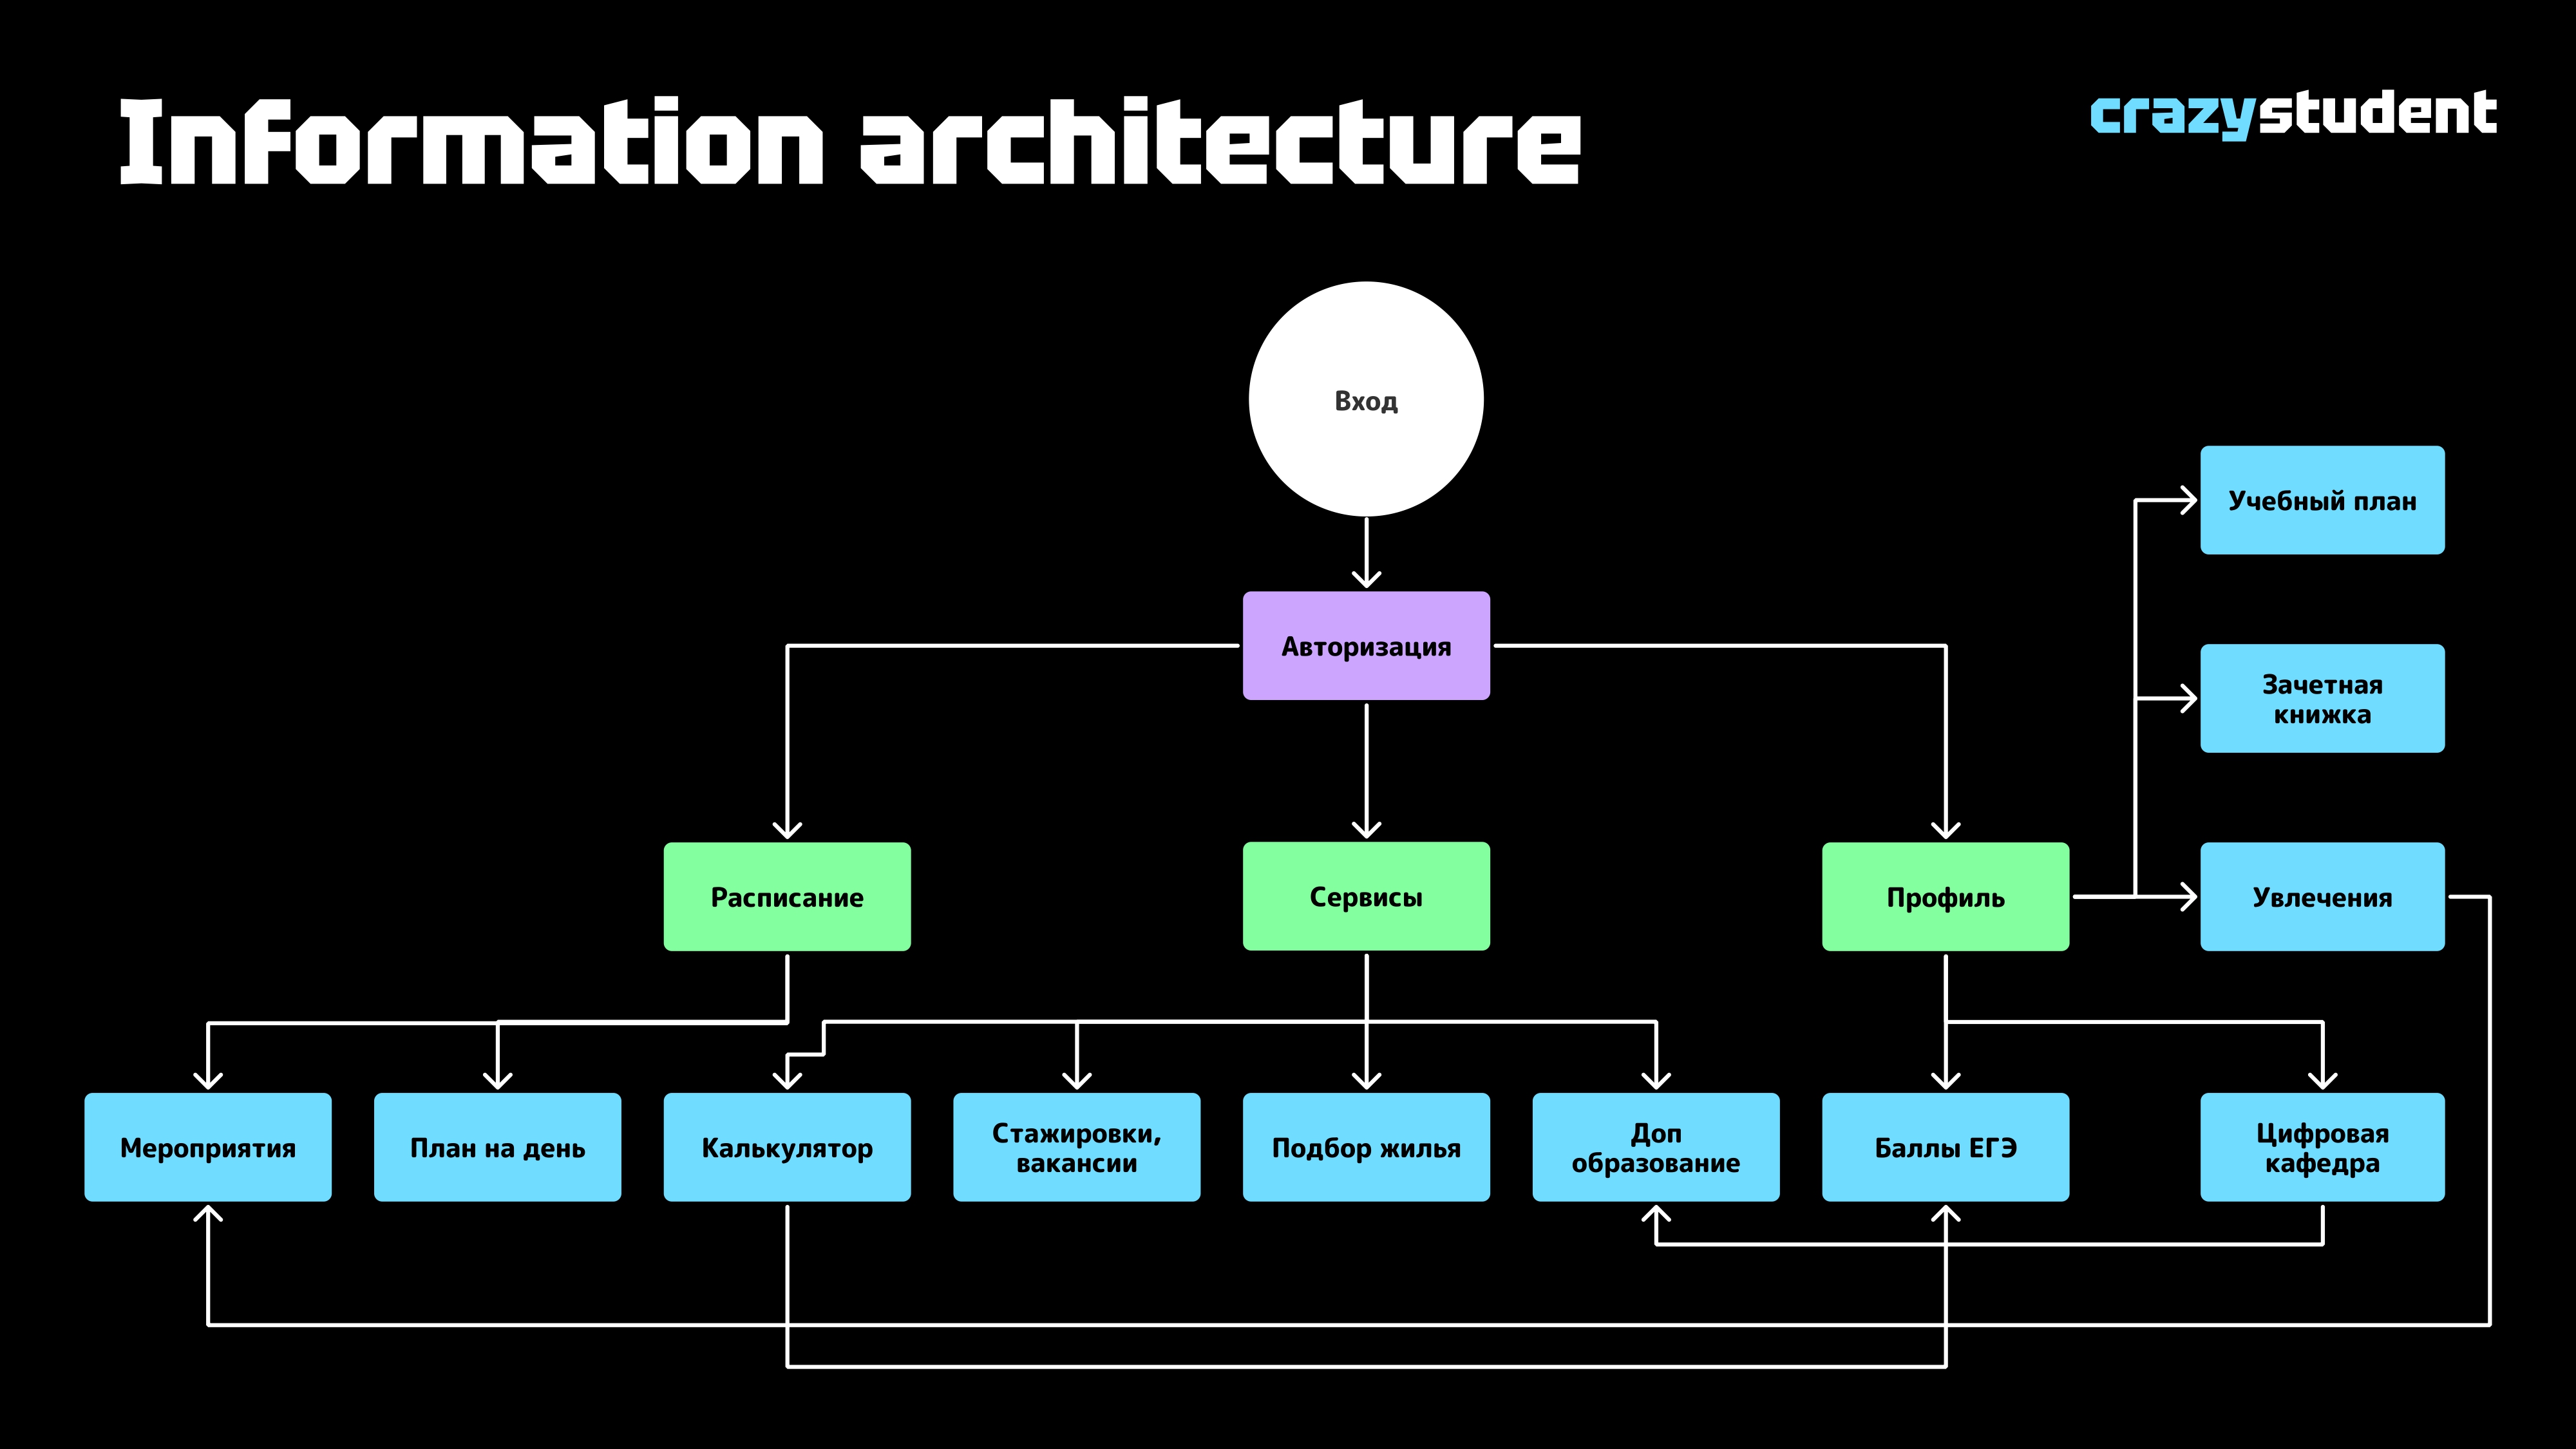 Information architecture
crazystudent
Вход
Учебный план
Авторизация
Зачетная
книжка
Расписание
Сервисы
Профиль
Увлечения
Мероприятия
План на день
Калькулятор
Стажировки,
вакансии
Подбор жилья
Доп
образование
Баллы ЕГЭ
Цифровая
кафедра